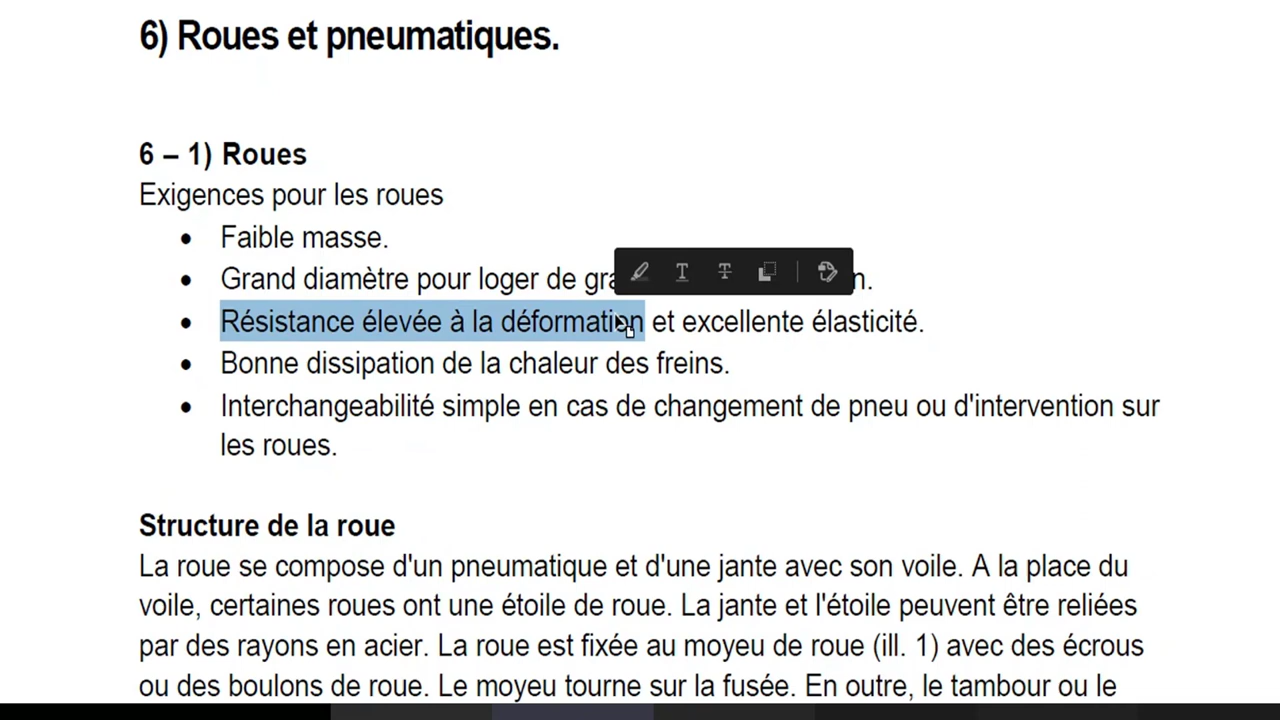 6) Roues et pneumatiques.
6 – 1) Roues
Exigences pour les roues
• Faible masse.
• Grand diamètre pour loger de
• Résistance élevée à la déformation et excellente élasticité.
• Bonne dissipation de la chaleur des freins.
• Interchangeabilité simple en cas de changement de pneu ou d'intervention sur
les roues.
Structure de la roue
La roue se compose d'un pneumatique et d'une jante avec son voile. A la place du
voile, certaines roues ont une étoile de roue. La jante et l'étoile peuvent être reliées
par des rayons en acier. La roue est fixée au moyeu de roue (ill. 1) avec des écrous
ou des boulons de roue. Le moyeu tourne sur la fusée. En outre, le tambour ou le